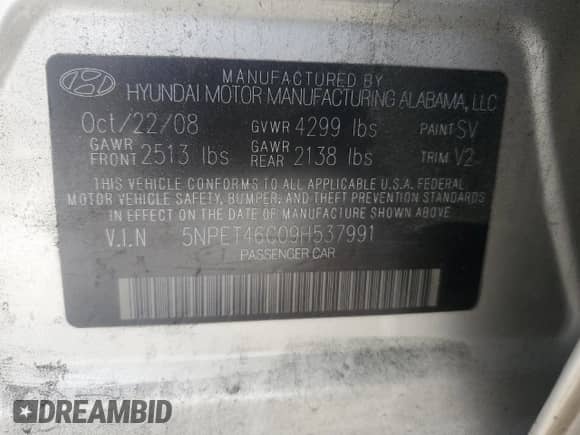 MANUFACTURED BY
HYUNDAI MOTOR MANUFACTURING ALABAMA, LLC
Oct/22/08 GVWR 4299 lbs PAINT SV
GAWR FRONT 2513 lbs GAWR REAR 2138 lbs TRIM V2
THIS VEHICLE CONFORMS TO ALL APPLICABLE U.S.A. FEDERAL
MOTOR VEHICLE SAFETY, BUMPER, AND THEFT PREVENTION STANDARDS
IN EFFECT ON THE DATE OF MANUFACTURE SHOWN ABOVE.
V.I.N 5NPET46C09H537991
PASSENGER CAR
DREAMBID